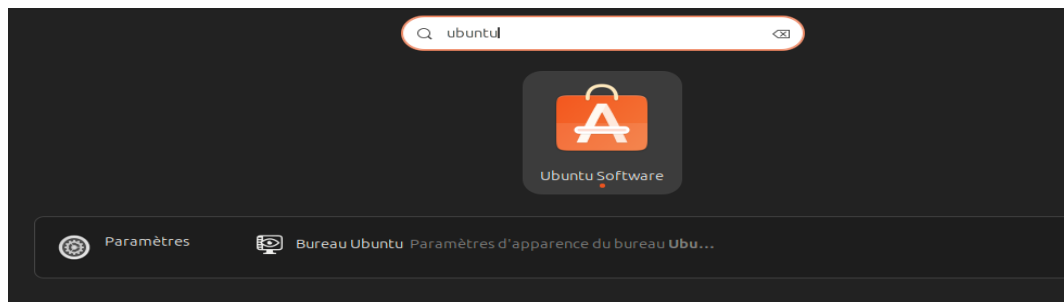 ubuntu
Ubuntu Software
Paramètres
Bureau Ubuntu Paramètres d'apparence du bureau Ubu...